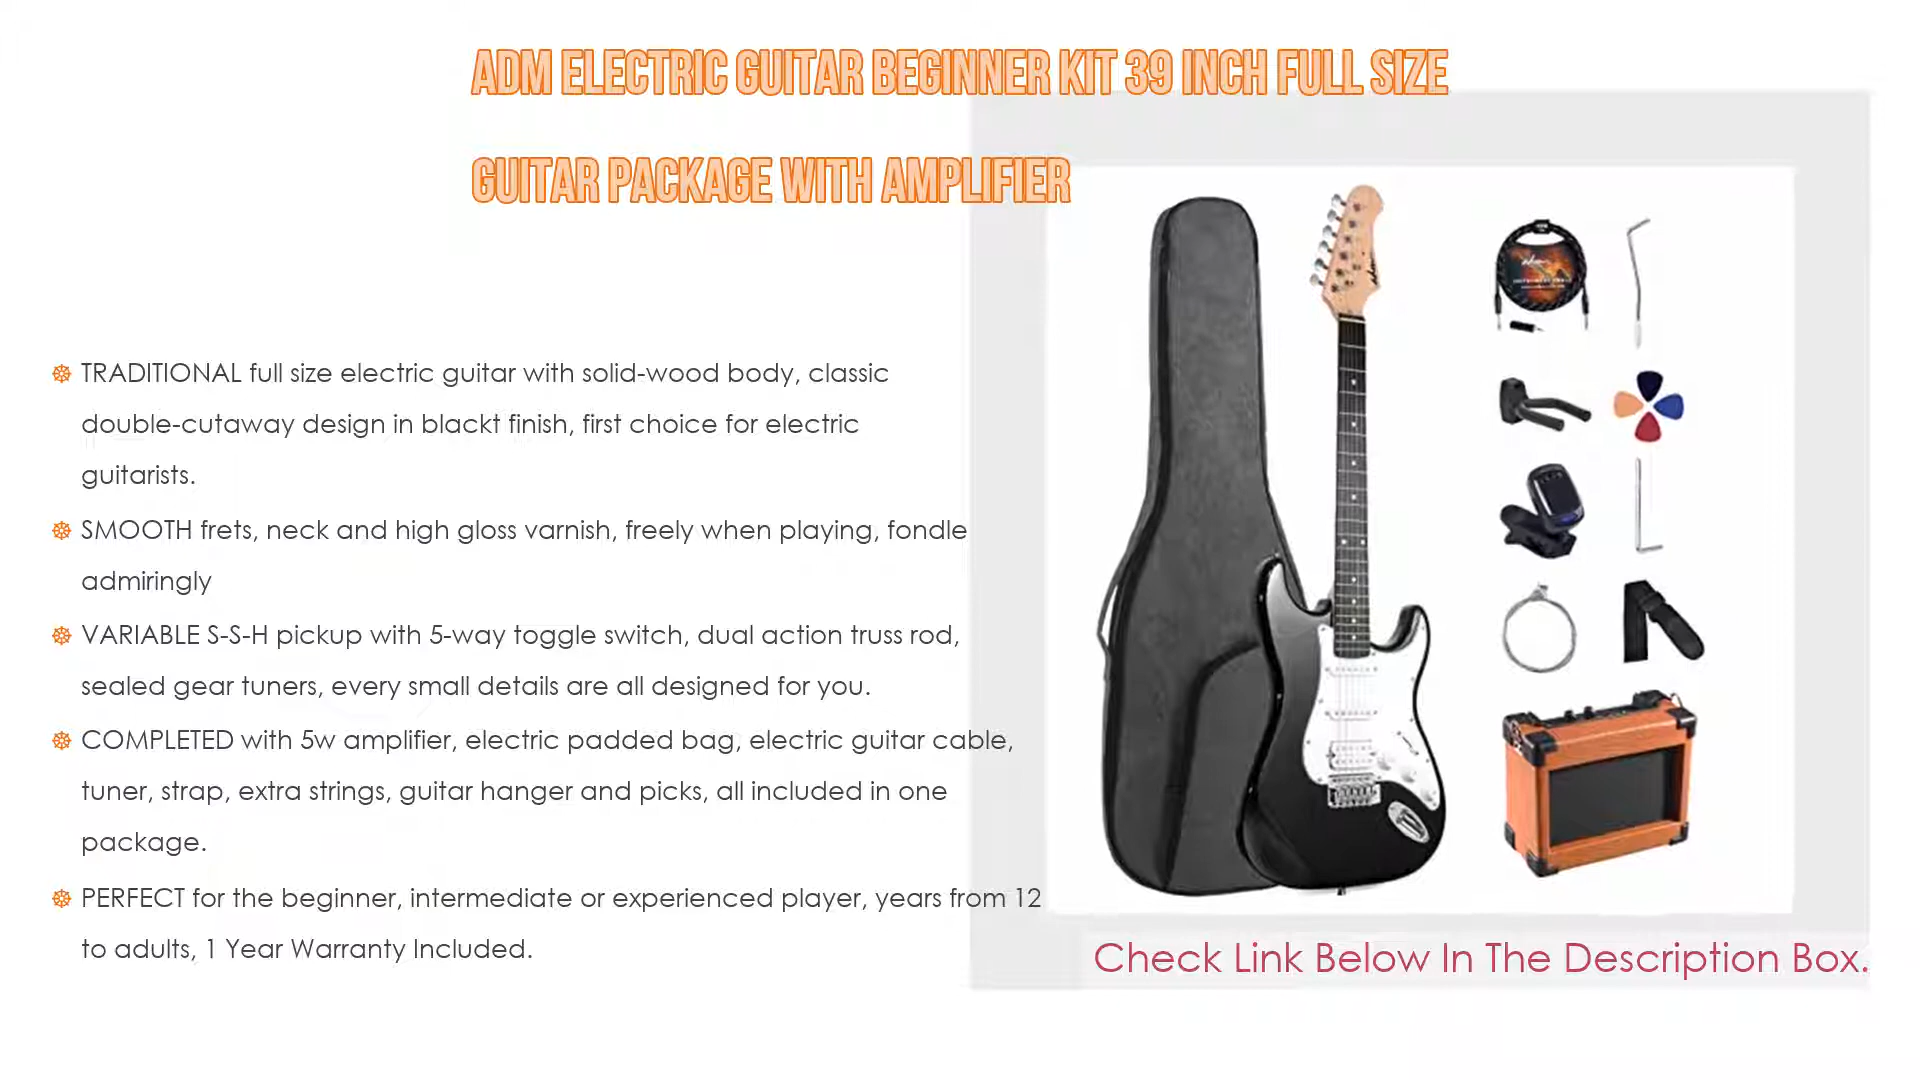 ADM ELECTRIC GUITAR BEGINNER KIT 39 INCH FULL SIZE
GUITAR PACKAGE WITH AMPLIFIER
TRADITIONAL full size electric guitar with solid-wood body, classic
double-cutaway design in blackt finish, first choice for electric
guitarists.
SMOOTH frets, neck and high gloss varnish, freely when playing, fondle
admiringly
VARIABLE S-S-H pickup with 5-way toggle switch, dual action truss rod,
sealed gear tuners, every small details are all designed for you.
COMPLETED with 5w amplifier, electric padded bag, electric guitar cable,
tuner, strap, extra strings, guitar hanger and picks, all included in one
package.
PERFECT for the beginner, intermediate or experienced player, years from 12
to adults, 1 Year Warranty Included.
Check Link Below In The Description Box.